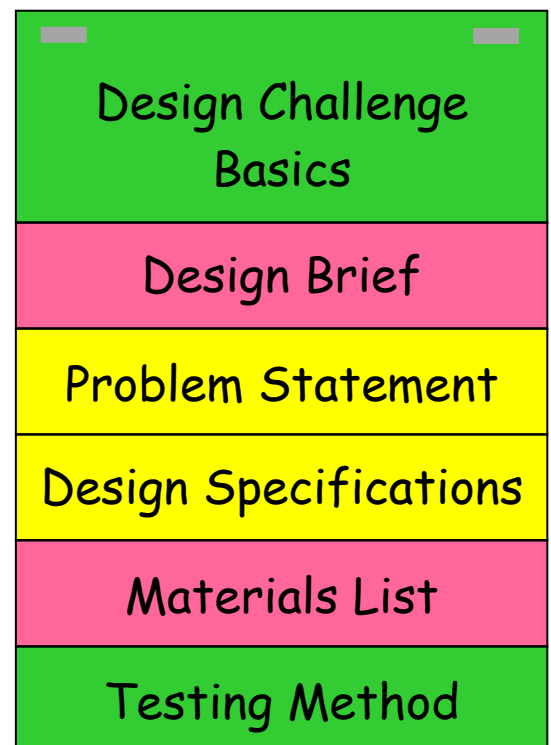 Design Challenge
Basics
Design Brief
Problem Statement
Design Specifications
Materials List
Testing Method